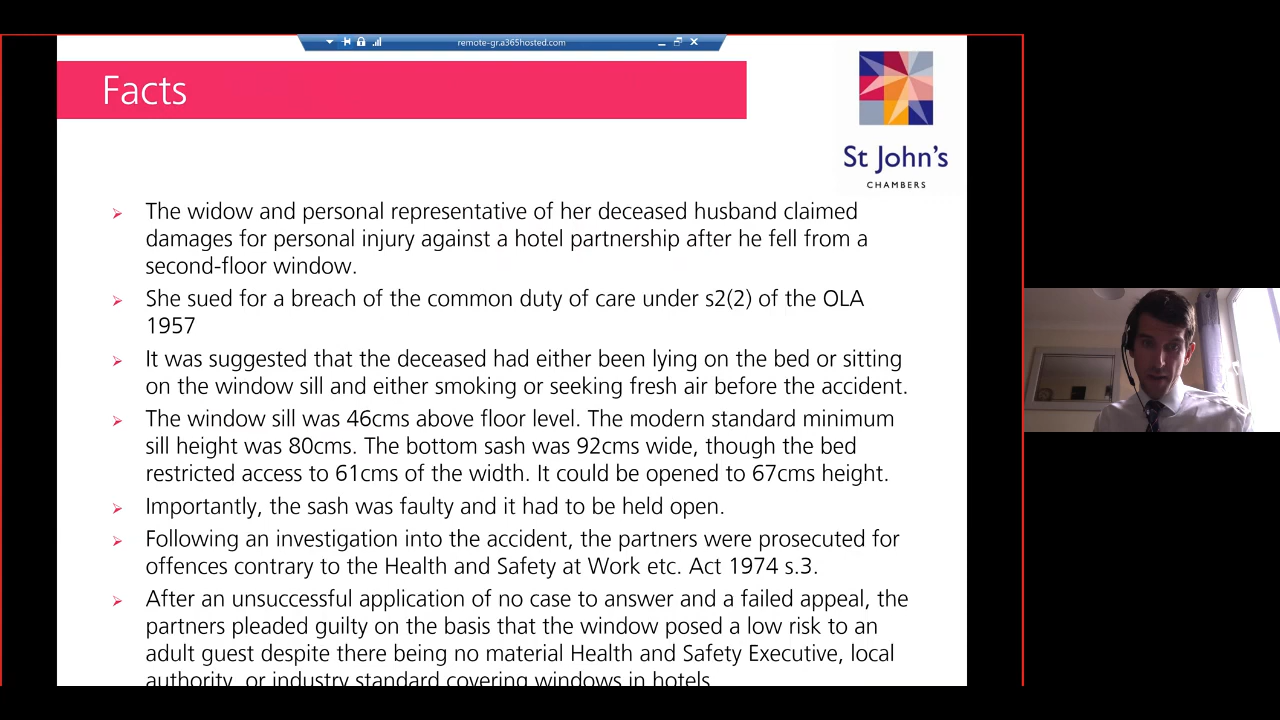 remote-gr.a365hosted.com
Facts
St John's
CHAMBERS
The widow and personal representative of her deceased husband claimed
damages for personal injury against a hotel partnership after he fell from a
second-floor window.
She sued for a breach of the common duty of care under s2(2) of the OLA
1957
It was suggested that the deceased had either been lying on the bed or sitting
on the window sill and either smoking or seeking fresh air before the accident.
The window sill was 46cms above floor level. The modern standard minimum
sill height was 80cms. The bottom sash was 92cms wide, though the bed
restricted access to 61cms of the width. It could be opened to 67cms height.
Importantly, the sash was faulty and it had to be held open.
Following an investigation into the accident, the partners were prosecuted for
offences contrary to the Health and Safety at Work etc. Act 1974 s.3.
After an unsuccessful application of no case to answer and a failed appeal, the
partners pleaded guilty on the basis that the window posed a low risk to an
adult guest despite there being no material Health and Safety Executive, local
authority, or industry standard covering windows in hotels.